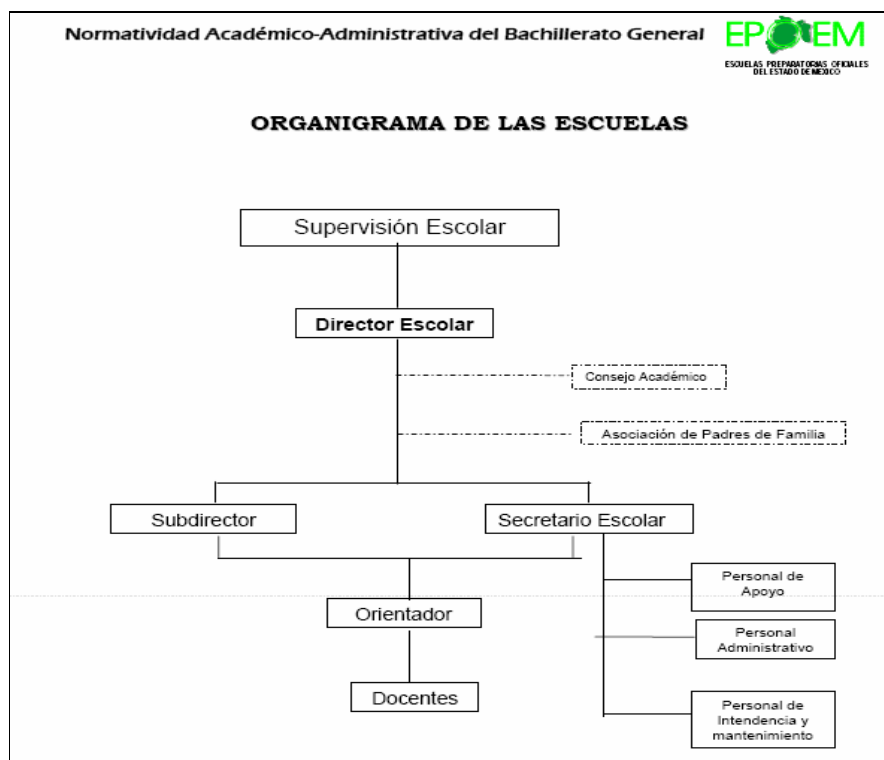 Normatividad Académico-Administrativa del Bachillerato General
EPOEM
ESCUELAS PREPARATORIAS OFICIALES
DEL ESTADO DE MEXICO
ORGANIGRAMA DE LAS ESCUELAS
Supervisión Escolar
Director Escolar
Consejo Académico
Asociación de Padres de Familia
Subdirector
Secretario Escolar
Personal de
Apoyo
Orientador
Personal
Administrativo
Docentes
Personal de
Intendencia y
mantenimiento